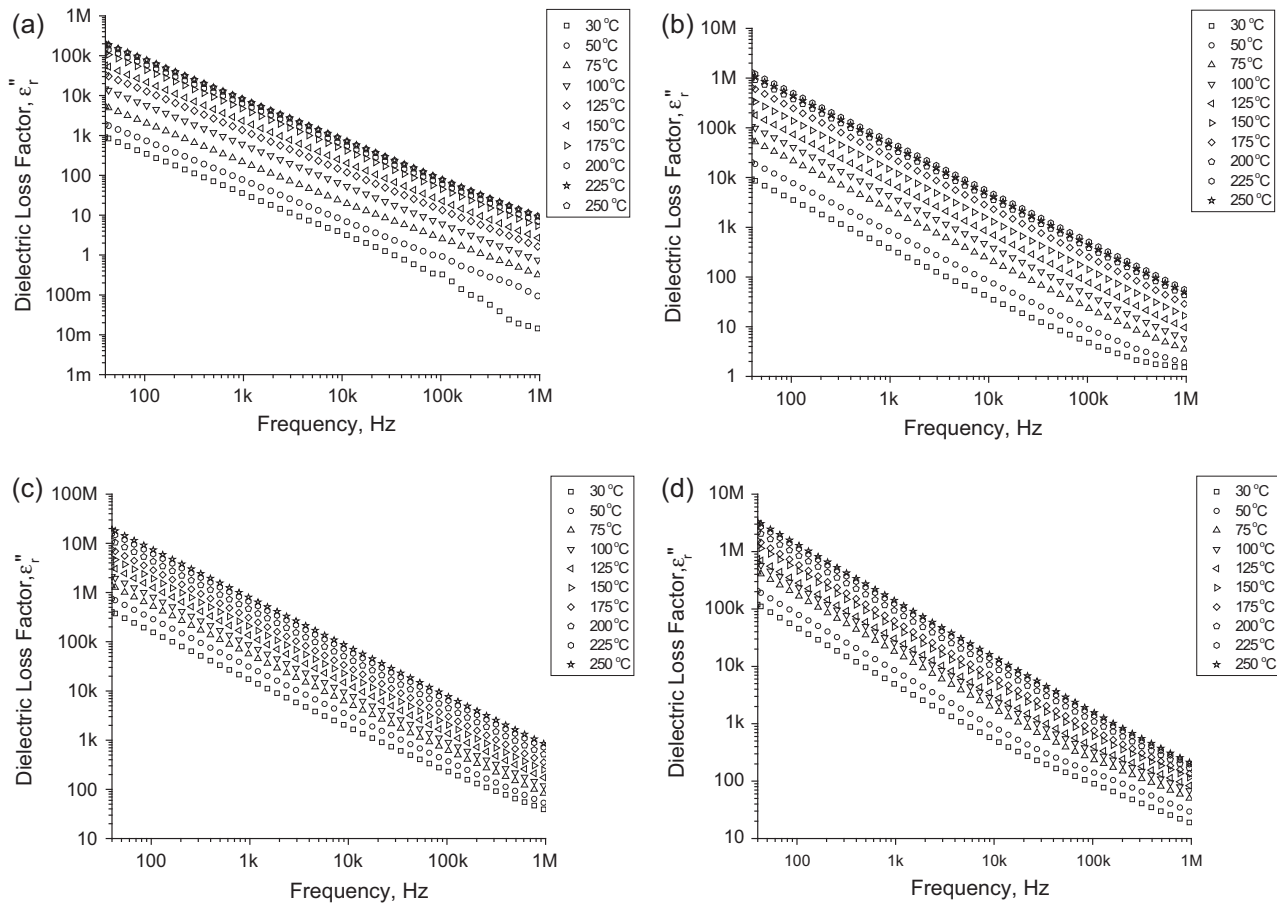 (a)
1M
100k
10k
1k
100
10
1
100m
10m
1m
Dielectric Loss Factor, εr"
100
1k
10k
100k
1M
Frequency, Hz
30 °C
50 °C
75 °C
100 °C
125 °C
150 °C
175 °C
200 °C
225 °C
250 °C
(b)
10M
1M
100k
10k
1k
100
10
1
Dielectric Loss Factor, εr"
100
1k
10k
100k
1M
Frequency, Hz
30 °C
50 °C
75 °C
100 °C
125 °C
150 °C
175 °C
200 °C
225 °C
250 °C
(c)
100M
10M
1M
100k
10k
1k
100
10
Dielectric Loss Factor, εr"
100
1k
10k
100k
1M
Frequency, Hz
30 °C
50 °C
75 °C
100 °C
125 °C
150 °C
175 °C
200 °C
225 °C
250 °C
(d)
10M
1M
100k
10k
1k
100
10
Dielectric Loss Factor, εr"
100
1k
10k
100k
1M
Frequency, Hz
30 °C
50 °C
75 °C
100 °C
125 °C
150 °C
175 °C
200 °C
225 °C
250 °C